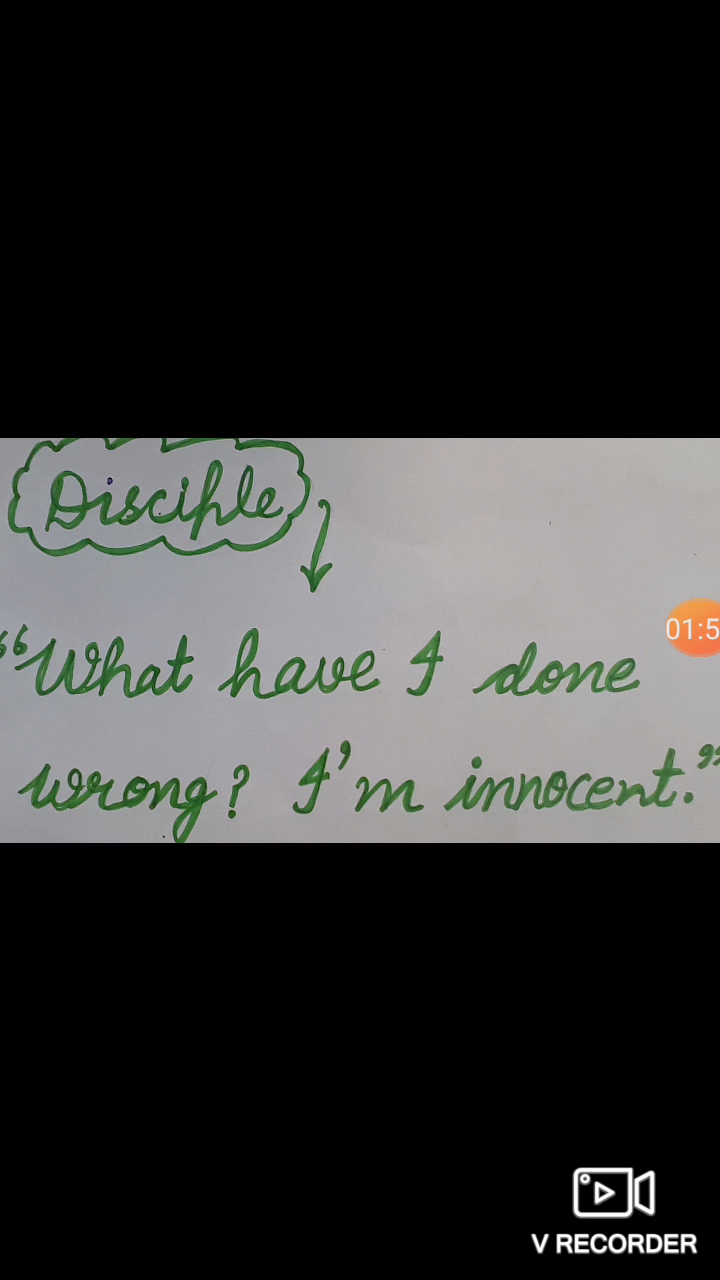 Disciple
"What have I done
wrong? I'm innocent."
01:5
V RECORDER